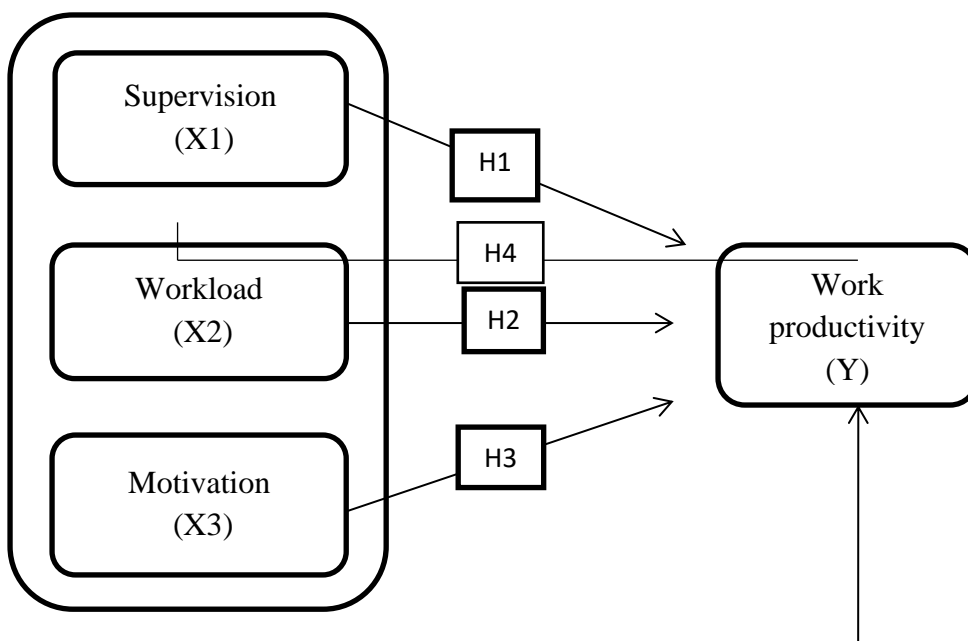 Supervision
(X1)
H1
H4
Workload
(X2)
H2
Work
productivity
(Y)
Motivation
(X3)
H3